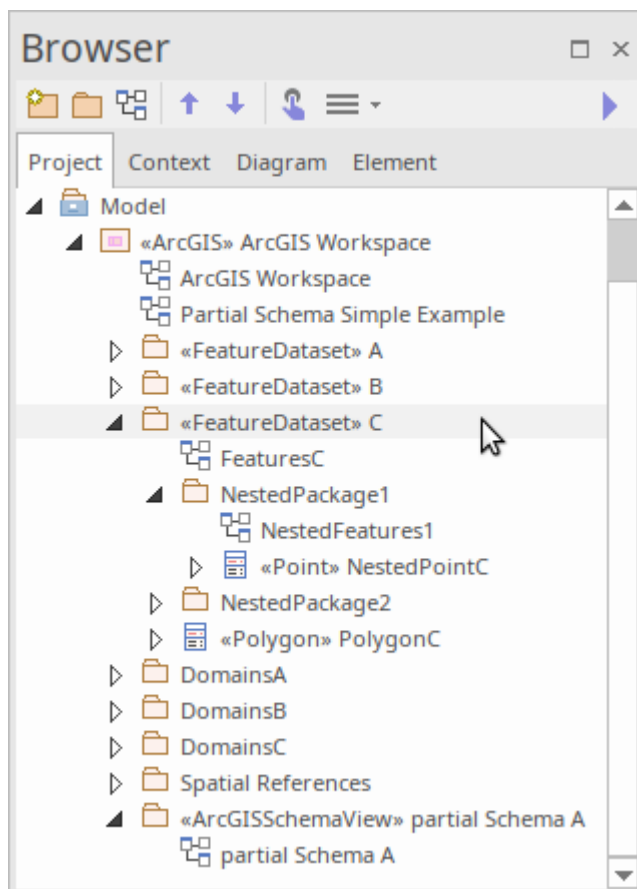 Browser
Project Context Diagram Element
Model
«ArcGIS» ArcGIS Workspace
ArcGIS Workspace
Partial Schema Simple Example
«FeatureDataset» A
«FeatureDataset» B
«FeatureDataset» C
FeaturesC
NestedPackage1
NestedFeatures1
«Point» NestedPointC
NestedPackage2
«Polygon» PolygonC
DomainsA
DomainsB
DomainsC
Spatial References
«ArcGISSchemaView» partial Schema A
partial Schema A